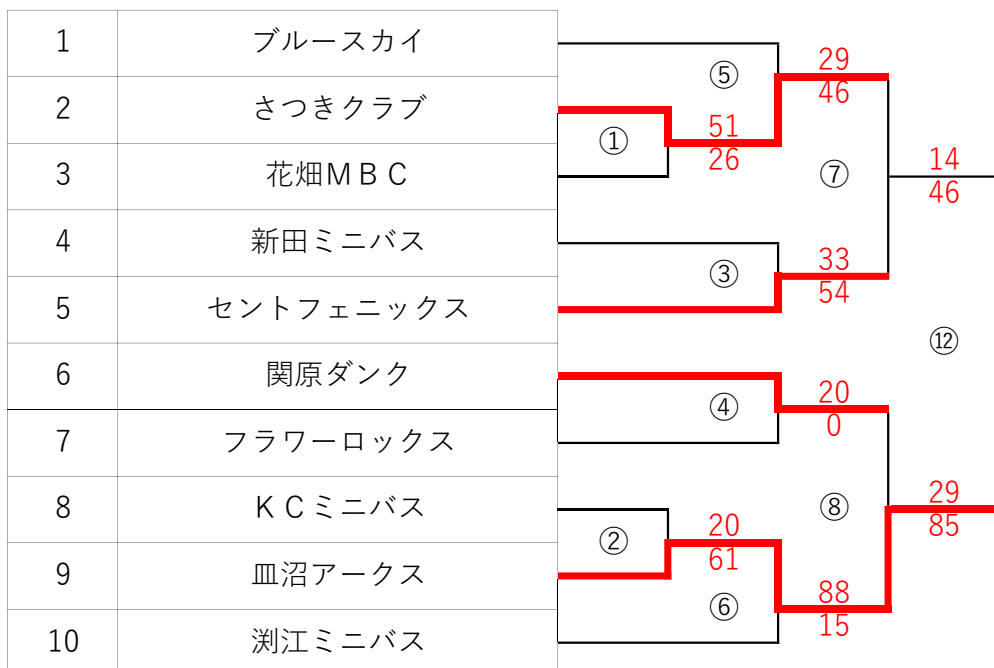 1 ブルースカイ
2 さつきクラブ
3 花畑ＭＢＣ
4 新田ミニバス
5 セントフェニックス
6 関原ダンク
7 フラワーロックス
8 ＫＣミニバス
9 皿沼アークス
10 渕江ミニバス
⑤
29
46
①
51
26
⑦
14
46
③
33
54
⑫
④
20
0
⑧
29
85
②
20
61
⑥
88
15